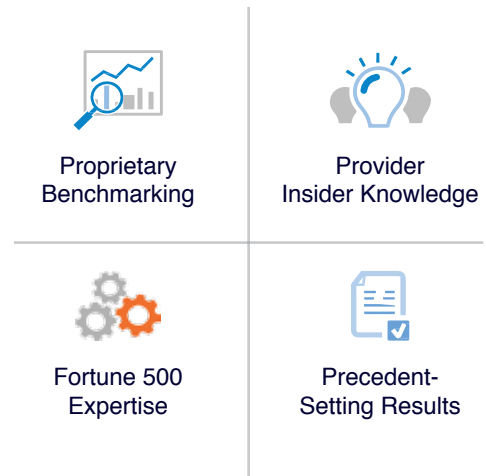 Proprietary
Benchmarking
Provider
Insider Knowledge
Fortune 500
Expertise
Precedent-
Setting Results